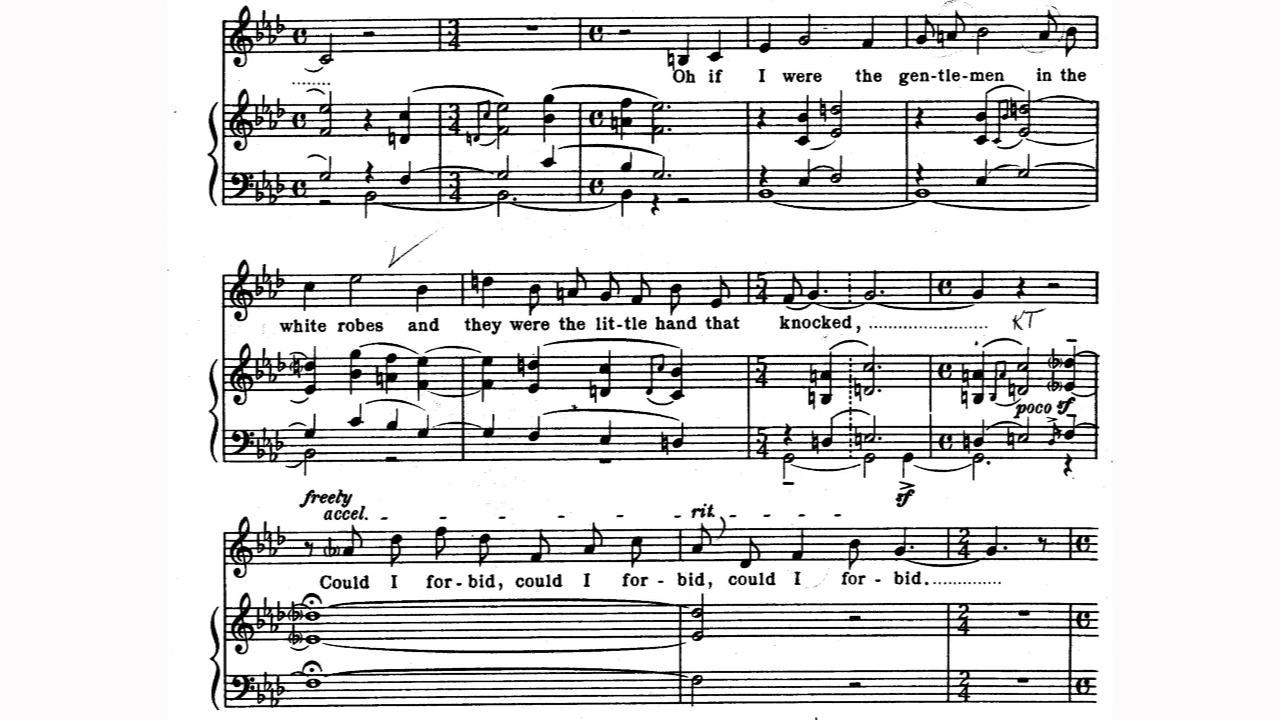 Oh if I were the gen-tle-men in the
white robes and they were the lit-tle hand that knocked, ........................
KT
poco sf
sf
freely
accel. - - - - - rit. - - - -
Could I for-bid, could I for-bid, could I for-bid..............